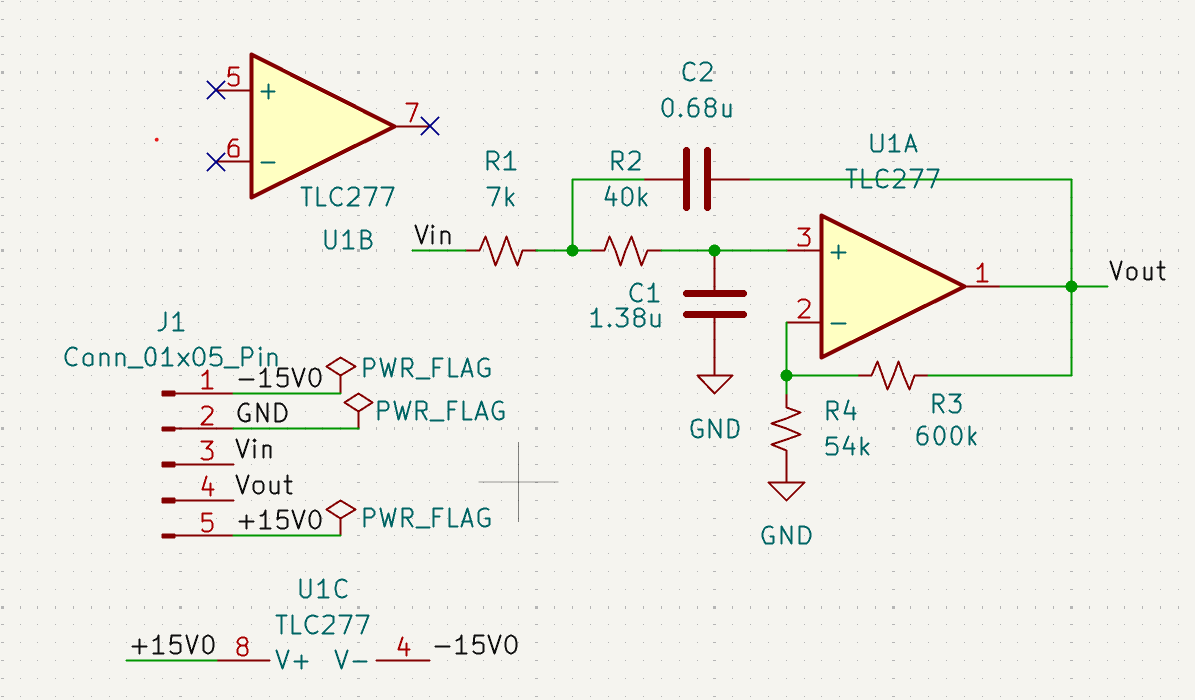 5
+
7
6
−
TLC277
U1B
C2
0.68u
R1
7k
R2
40k
U1A
TLC277
Vin
3
+
1
Vout
2
−
C1
1.38u
GND
R4
54k
R3
600k
GND
J1
Conn_01x05_Pin
1 −15V0 PWR_FLAG
2 GND PWR_FLAG
3 Vin
4 Vout
5 +15V0 PWR_FLAG
U1C
TLC277
+15V0 8 V+ V− 4 −15V0